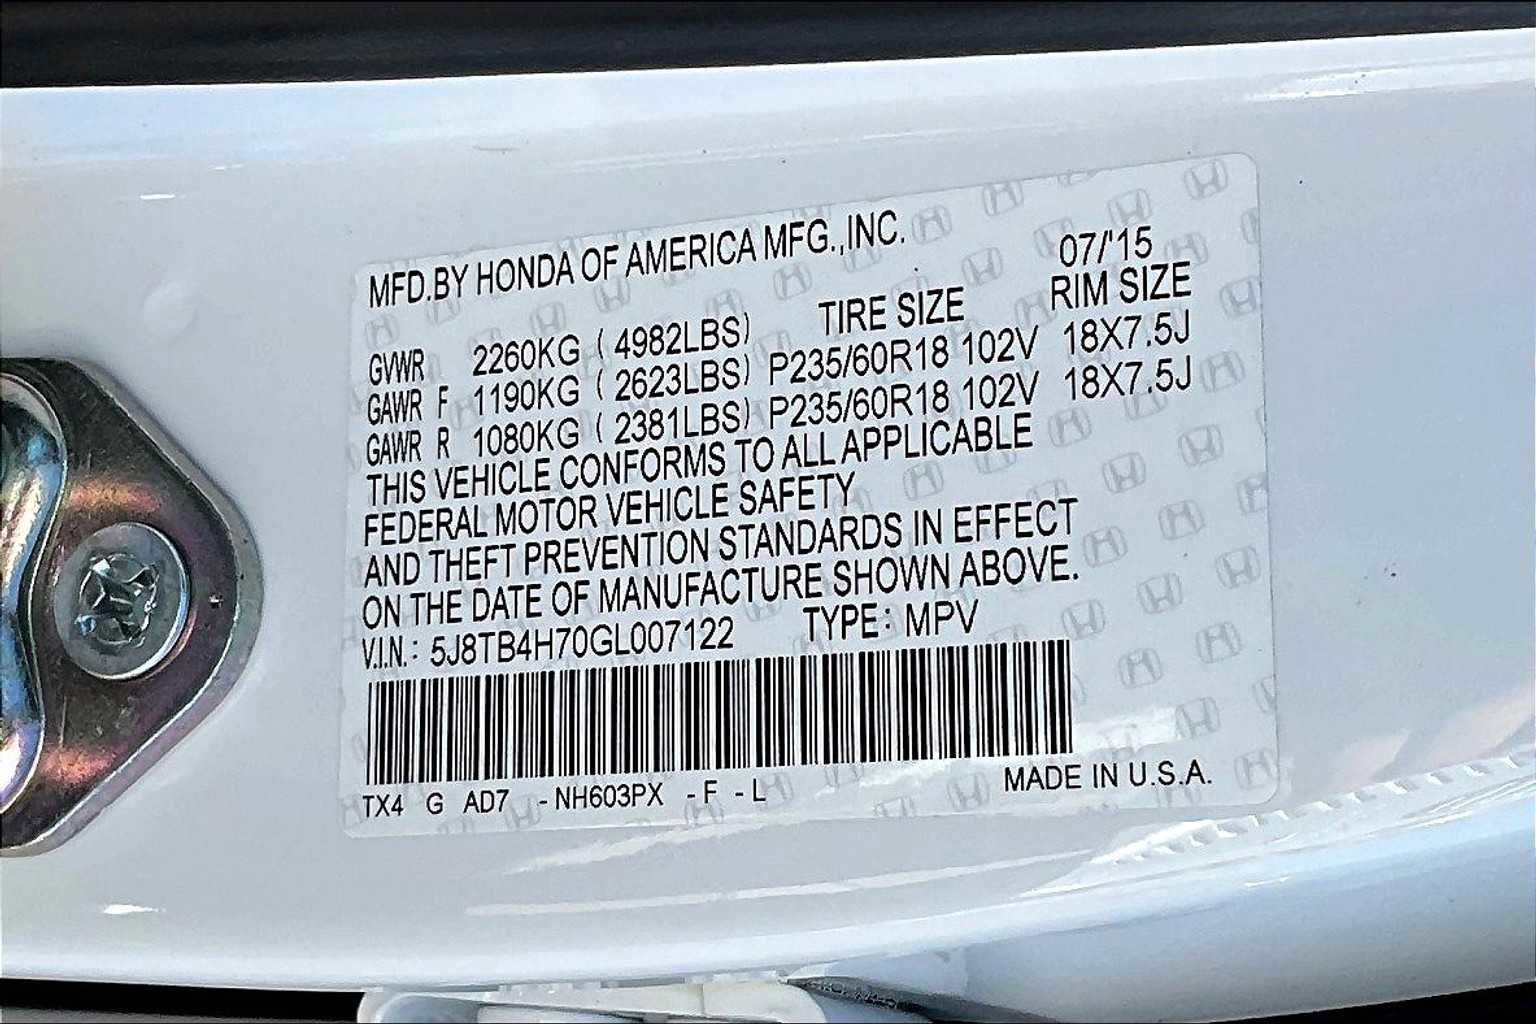 MFD.BY HONDA OF AMERICA MFG.,INC. 07/'15
TIRE SIZE RIM SIZE
GVWR 2260KG ( 4982LBS)
GAWR F 1190KG ( 2623LBS) P235/60R18 102V 18X7.5J
GAWR R 1080KG ( 2381LBS) P235/60R18 102V 18X7.5J
THIS VEHICLE CONFORMS TO ALL APPLICABLE
FEDERAL MOTOR VEHICLE SAFETY
AND THEFT PREVENTION STANDARDS IN EFFECT
ON THE DATE OF MANUFACTURE SHOWN ABOVE.
V.I.N.: 5J8TB4H70GL007122 TYPE: MPV
TX4 G AD7 -NH603PX -F -L MADE IN U.S.A.